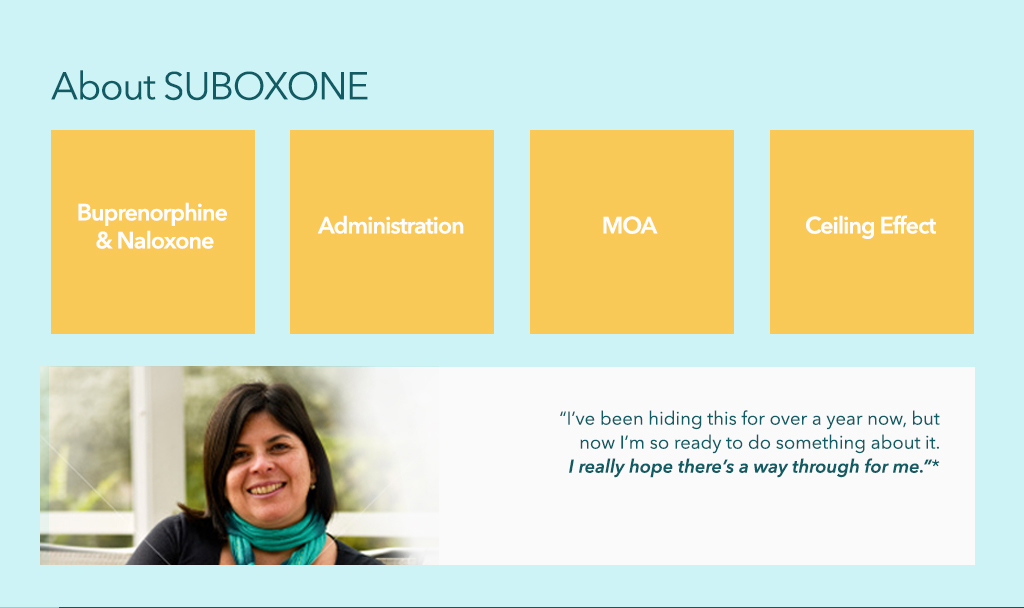 About SUBOXONE
Buprenorphine
& Naloxone
Administration
MOA
Ceiling Effect
“I’ve been hiding this for over a year now, but
now I’m so ready to do something about it.
I really hope there’s a way through for me.”*